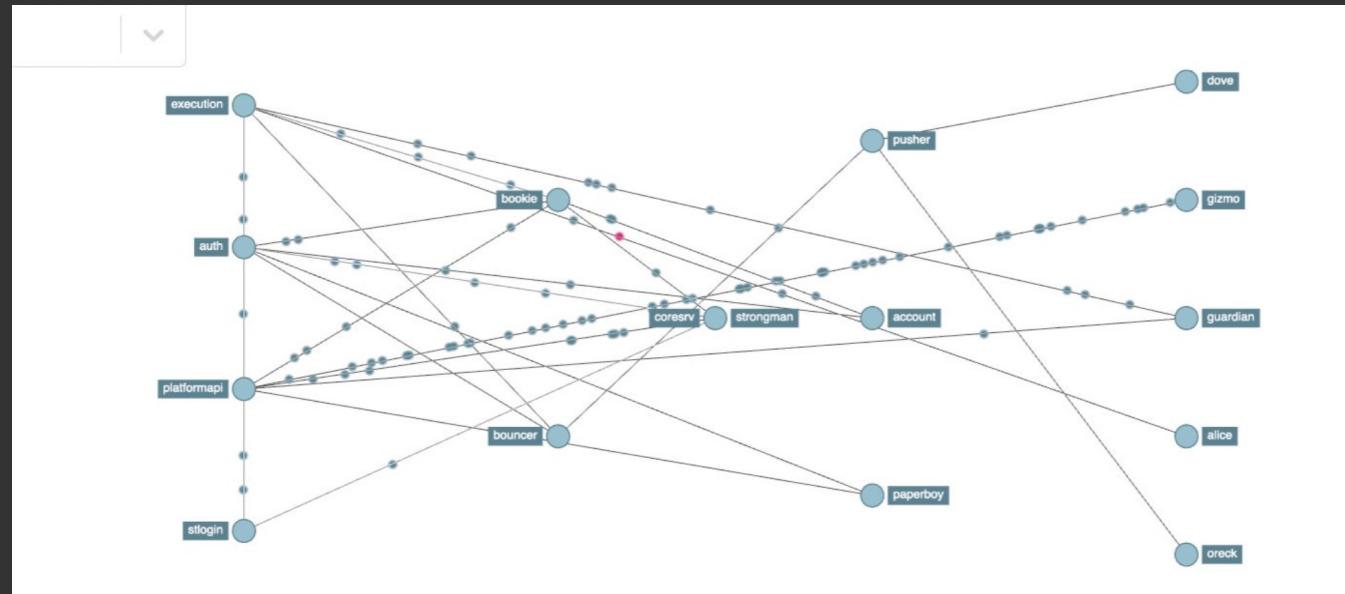 execution
auth
platformapi
stlogin
bookie
bouncer
coresrv
strongman
pusher
account
paperboy
dove
gizmo
guardian
alice
oreck